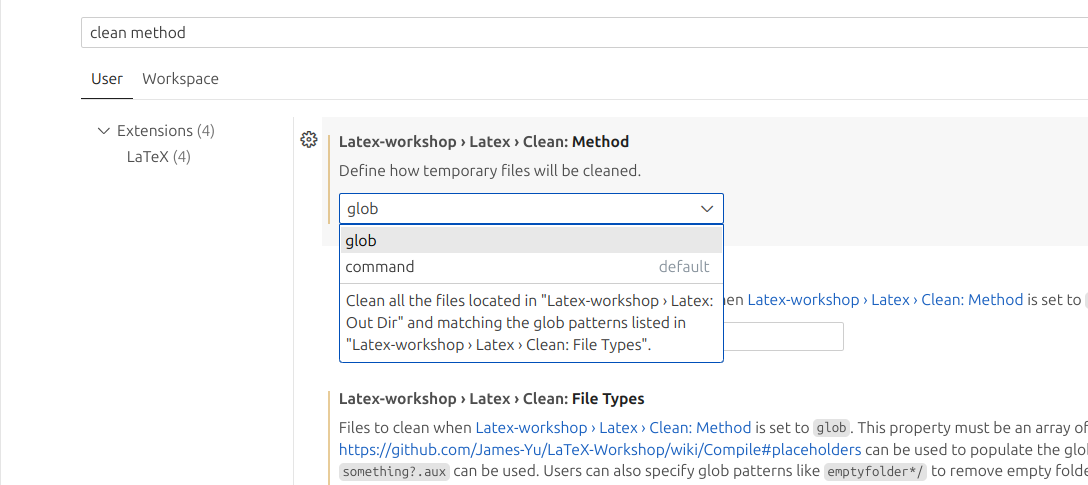 clean method
User Workspace
Extensions (4)
LaTeX (4)
Latex-workshop › Latex › Clean: Method
Define how temporary files will be cleaned.
glob
glob
command default
Clean all the files located in "Latex-workshop › Latex:
Out Dir" and matching the glob patterns listed in
"Latex-workshop › Latex › Clean: File Types".
Latex-workshop › Latex › Clean: Method is set to
Latex-workshop › Latex › Clean: File Types
Files to clean when Latex-workshop › Latex › Clean: Method is set to glob. This property must be an array of
https://github.com/James-Yu/LaTeX-Workshop/wiki/Compile#placeholders can be used to populate the glo
something?.aux can be used. Users can also specify glob patterns like emptyfolder*/ to remove empty folde